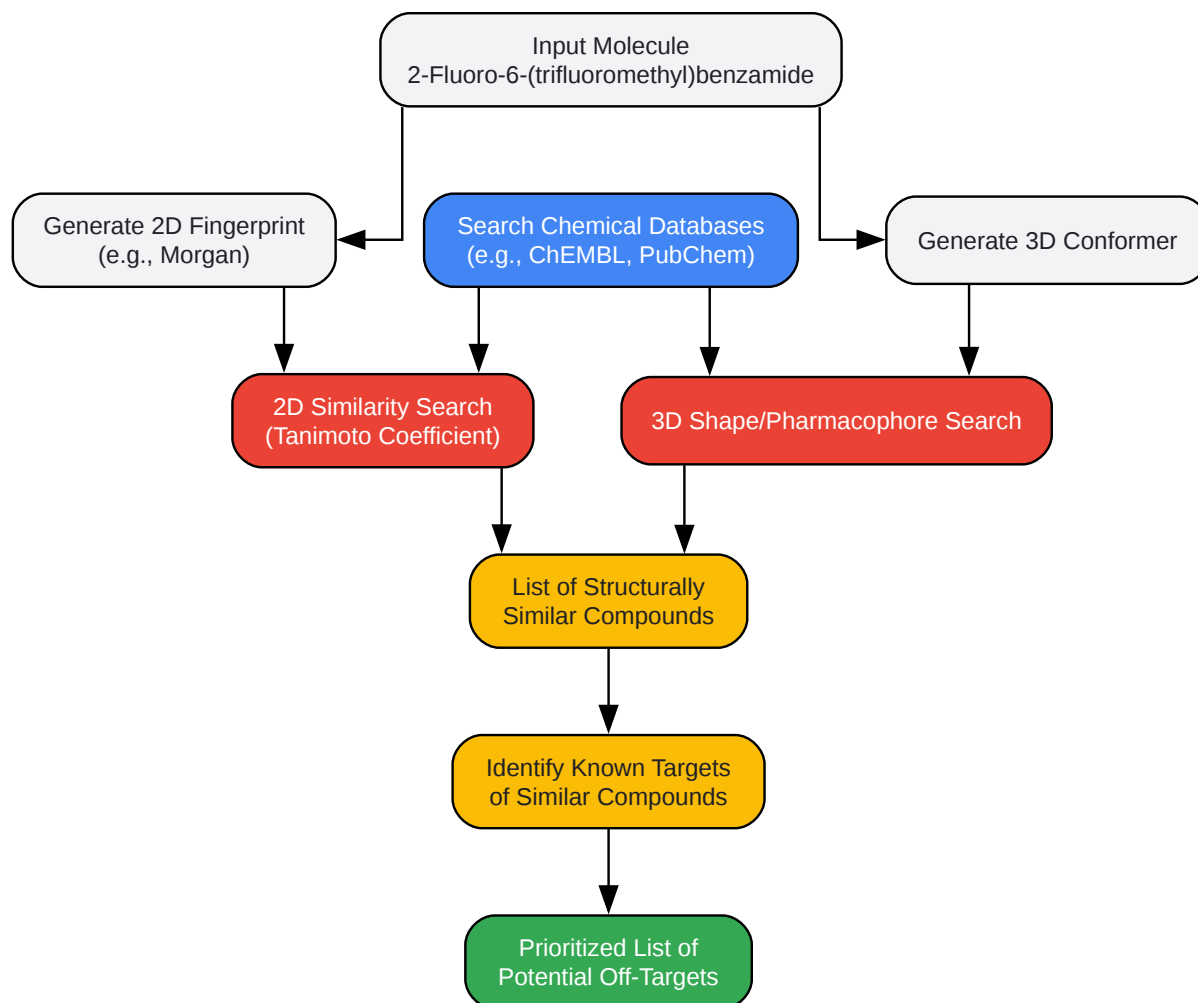 Input Molecule
2-Fluoro-6-(trifluoromethyl)benzamide
Generate 2D Fingerprint
(e.g., Morgan)
Search Chemical Databases
(e.g., ChEMBL, PubChem)
Generate 3D Conformer
2D Similarity Search
(Tanimoto Coefficient)
3D Shape/Pharmacophore Search
List of Structurally
Similar Compounds
Identify Known Targets
of Similar Compounds
Prioritized List of
Potential Off-Targets